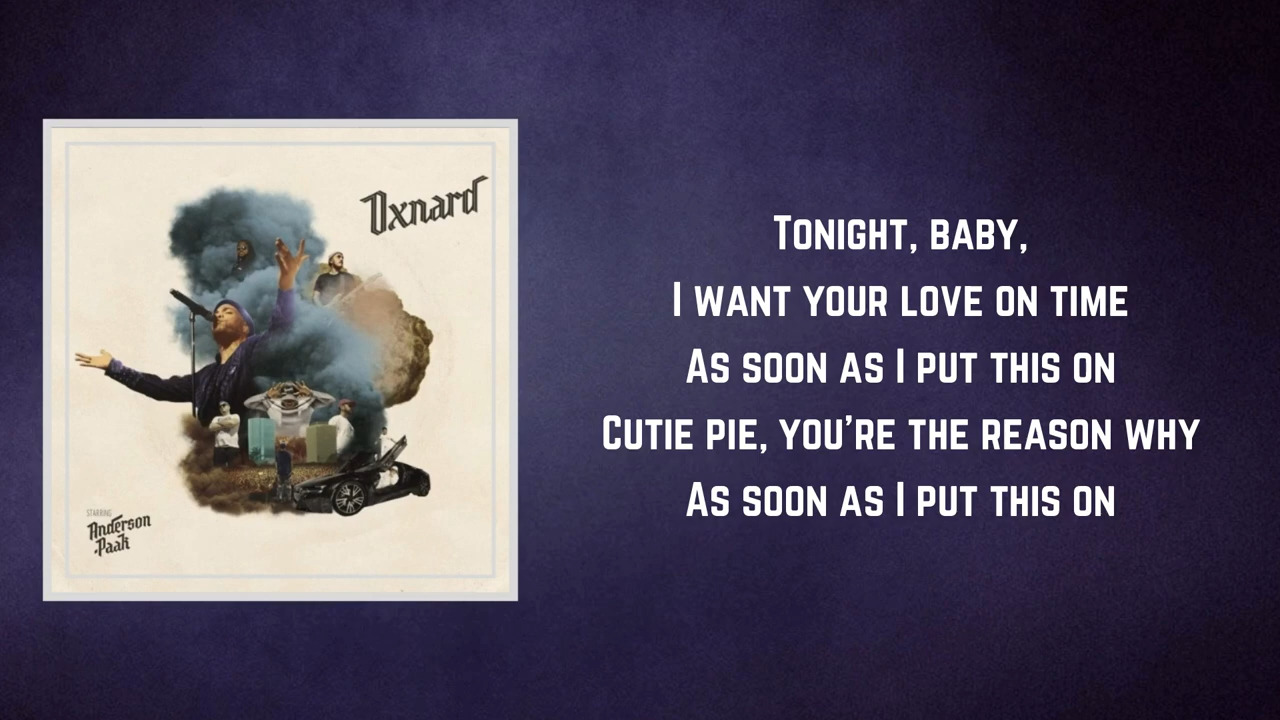 Oxnard
STARRING
Anderson
.Paak
TONIGHT, BABY,
I WANT YOUR LOVE ON TIME
AS SOON AS I PUT THIS ON
CUTIE PIE, YOU'RE THE REASON WHY
AS SOON AS I PUT THIS ON